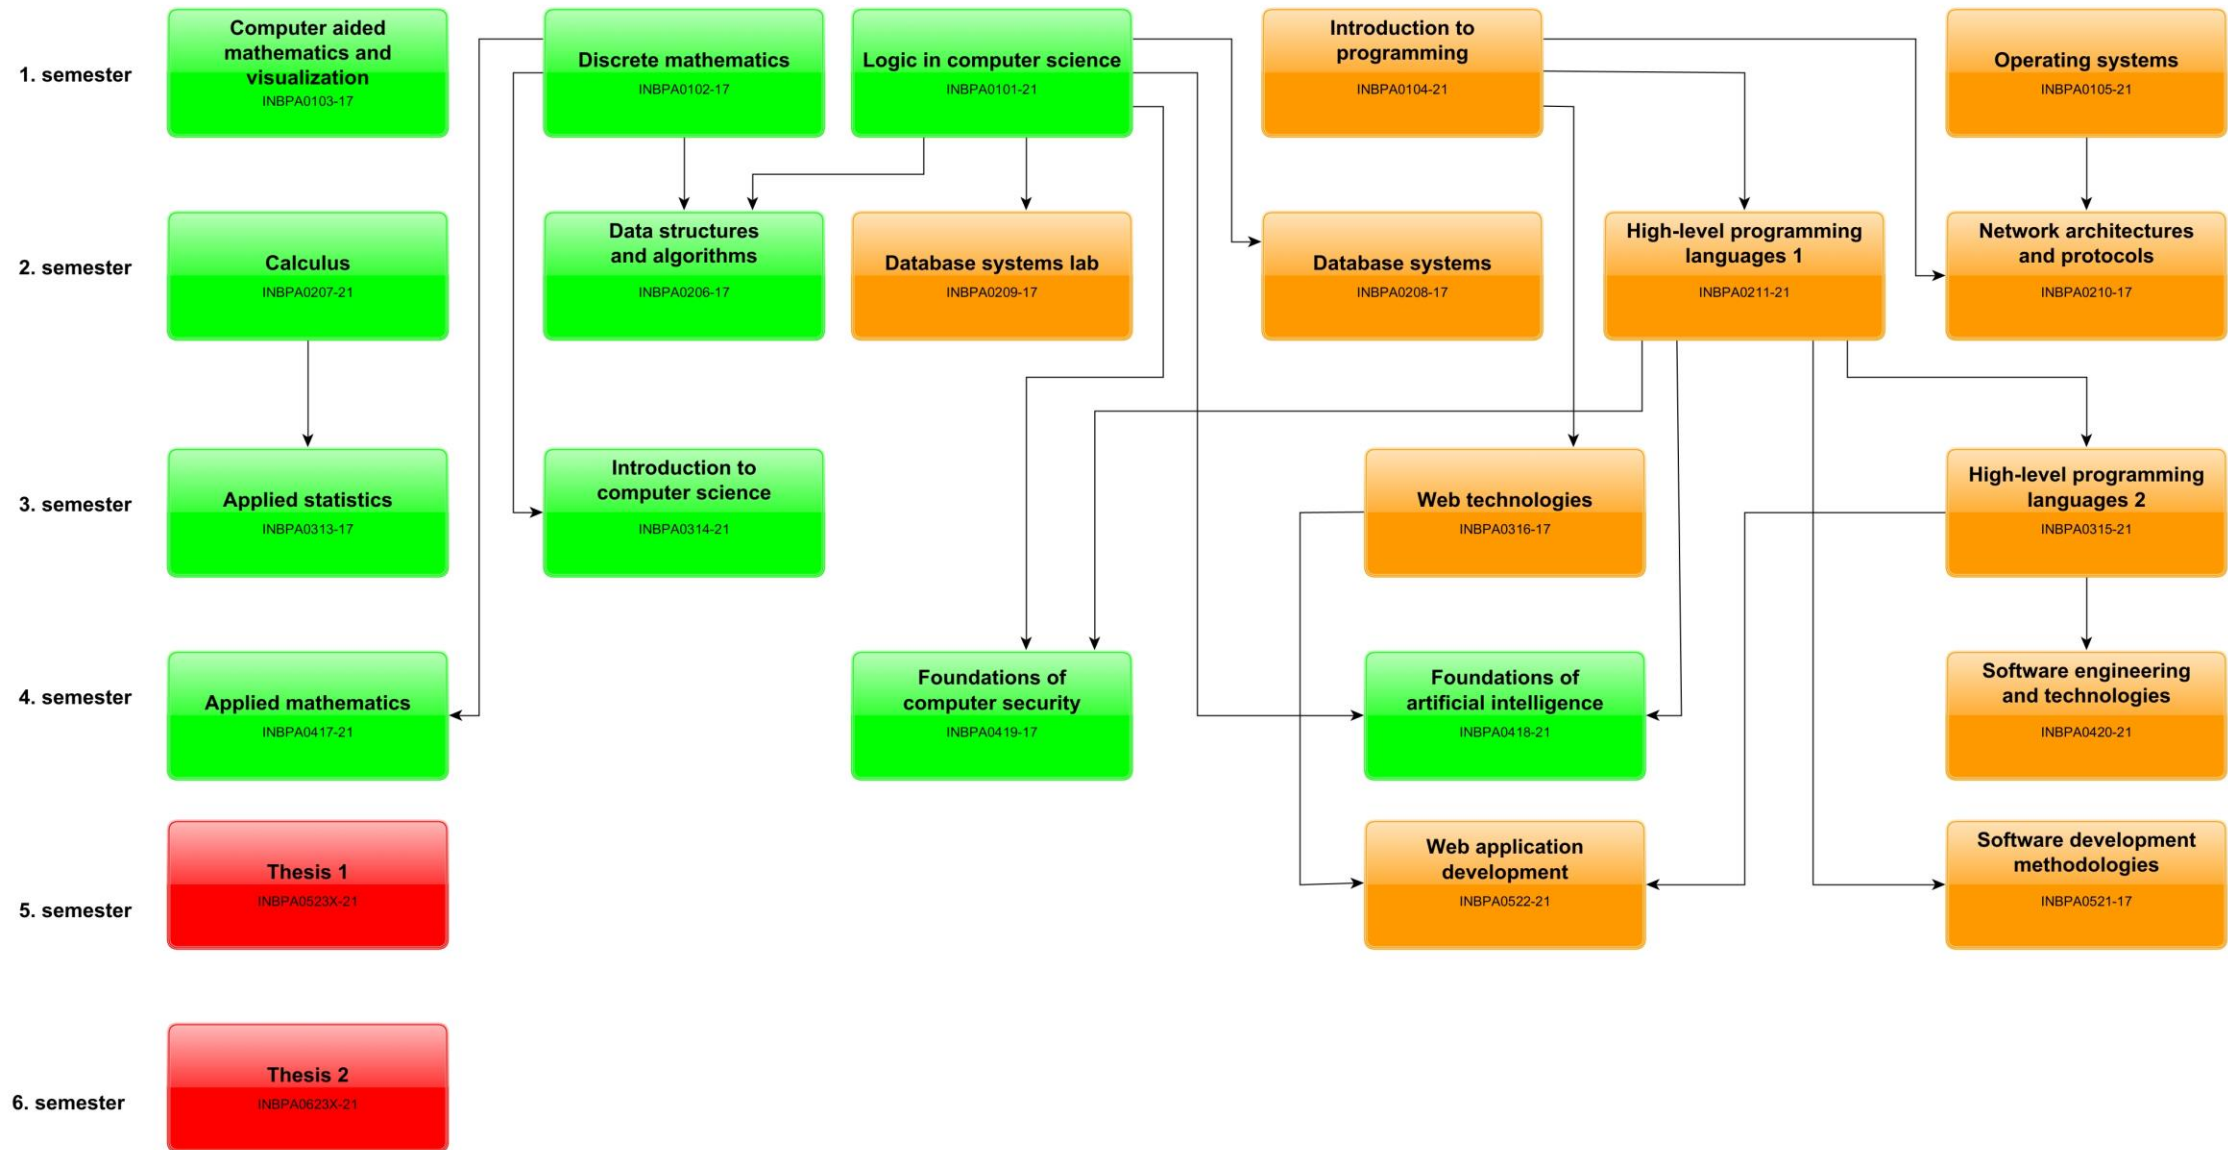 1. semester
Computer aided
mathematics and
visualization
INBPA0103-17
Discrete mathematics
INBPA0102-17
Logic in computer science
INBPA0101-21
Introduction to
programming
INBPA0104-21
Operating systems
INBPA0105-21
2. semester
Calculus
INBPA0207-21
Data structures
and algorithms
INBPA0206-17
Database systems lab
INBPA0209-17
Database systems
INBPA0208-17
High-level programming
languages 1
INBPA0211-21
Network architectures
and protocols
INBPA0210-17
3. semester
Applied statistics
INBPA0313-17
Introduction to
computer science
INBPA0314-21
Web technologies
INBPA0316-17
High-level programming
languages 2
INBPA0315-21
4. semester
Applied mathematics
INBPA0417-21
Foundations of
computer security
INBPA0419-17
Foundations of
artificial intelligence
INBPA0418-21
Software engineering
and technologies
INBPA0420-21
5. semester
Thesis 1
INBPA0523X-21
Web application
development
INBPA0522-21
Software development
methodologies
INBPA0521-17
6. semester
Thesis 2
INBPA0623X-21